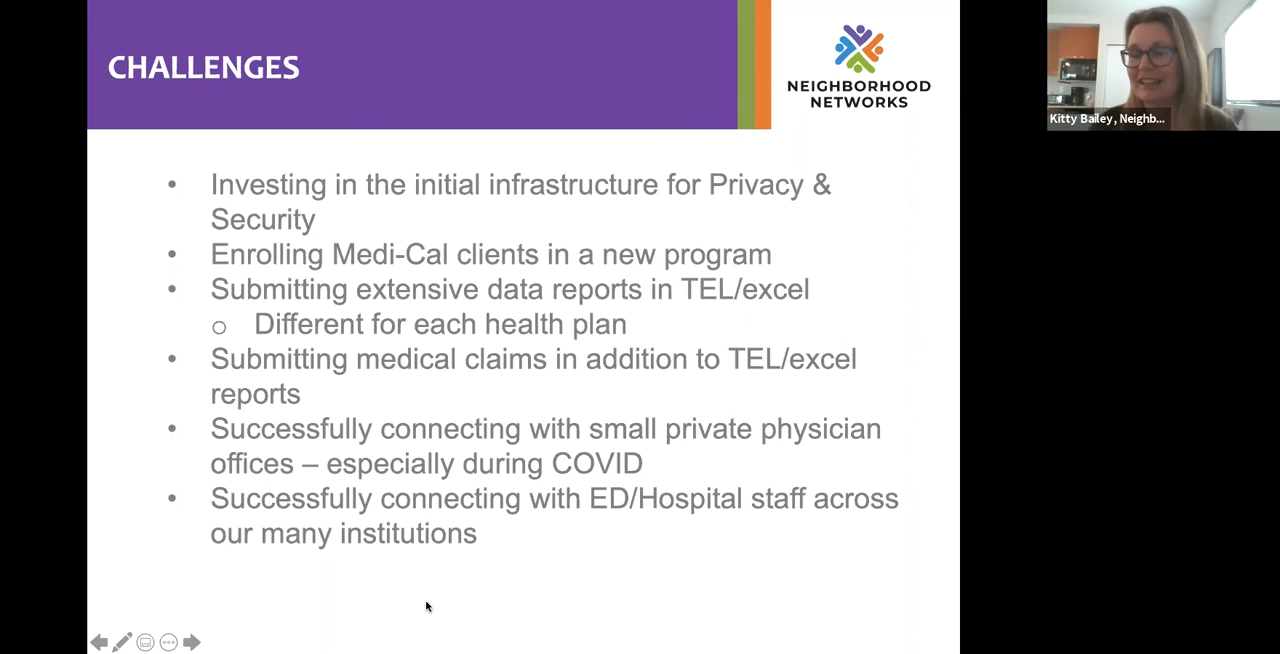 CHALLENGES
NEIGHBORHOOD
NETWORKS
Kitty Bailey, Neighb...
• Investing in the initial infrastructure for Privacy &
Security
• Enrolling Medi-Cal clients in a new program
• Submitting extensive data reports in TEL/excel
o Different for each health plan
• Submitting medical claims in addition to TEL/excel
reports
• Successfully connecting with small private physician
offices – especially during COVID
• Successfully connecting with ED/Hospital staff across
our many institutions